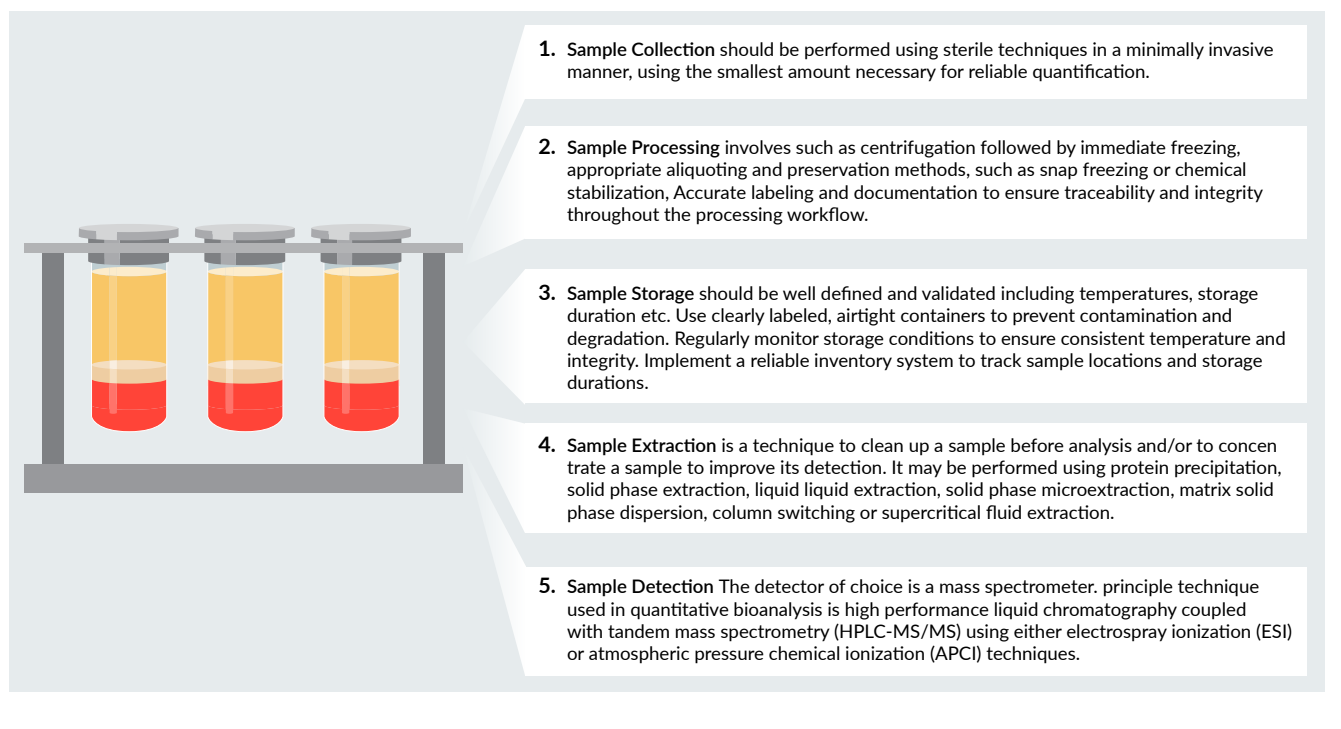 1. Sample Collection should be performed using sterile techniques in a minimally invasive
manner, using the smallest amount necessary for reliable quantification.
2. Sample Processing involves such as centrifugation followed by immediate freezing,
appropriate aliquoting and preservation methods, such as snap freezing or chemical
stabilization, Accurate labeling and documentation to ensure traceability and integrity
throughout the processing workflow.
3. Sample Storage should be well defined and validated including temperatures, storage
duration etc. Use clearly labeled, airtight containers to prevent contamination and
degradation. Regularly monitor storage conditions to ensure consistent temperature and
integrity. Implement a reliable inventory system to track sample locations and storage
durations.
4. Sample Extraction is a technique to clean up a sample before analysis and/or to concen
trate a sample to improve its detection. It may be performed using protein precipitation,
solid phase extraction, liquid liquid extraction, solid phase microextraction, matrix solid
phase dispersion, column switching or supercritical fluid extraction.
5. Sample Detection The detector of choice is a mass spectrometer. principle technique
used in quantitative bioanalysis is high performance liquid chromatography coupled
with tandem mass spectrometry (HPLC-MS/MS) using either electrospray ionization (ESI)
or atmospheric pressure chemical ionization (APCI) techniques.